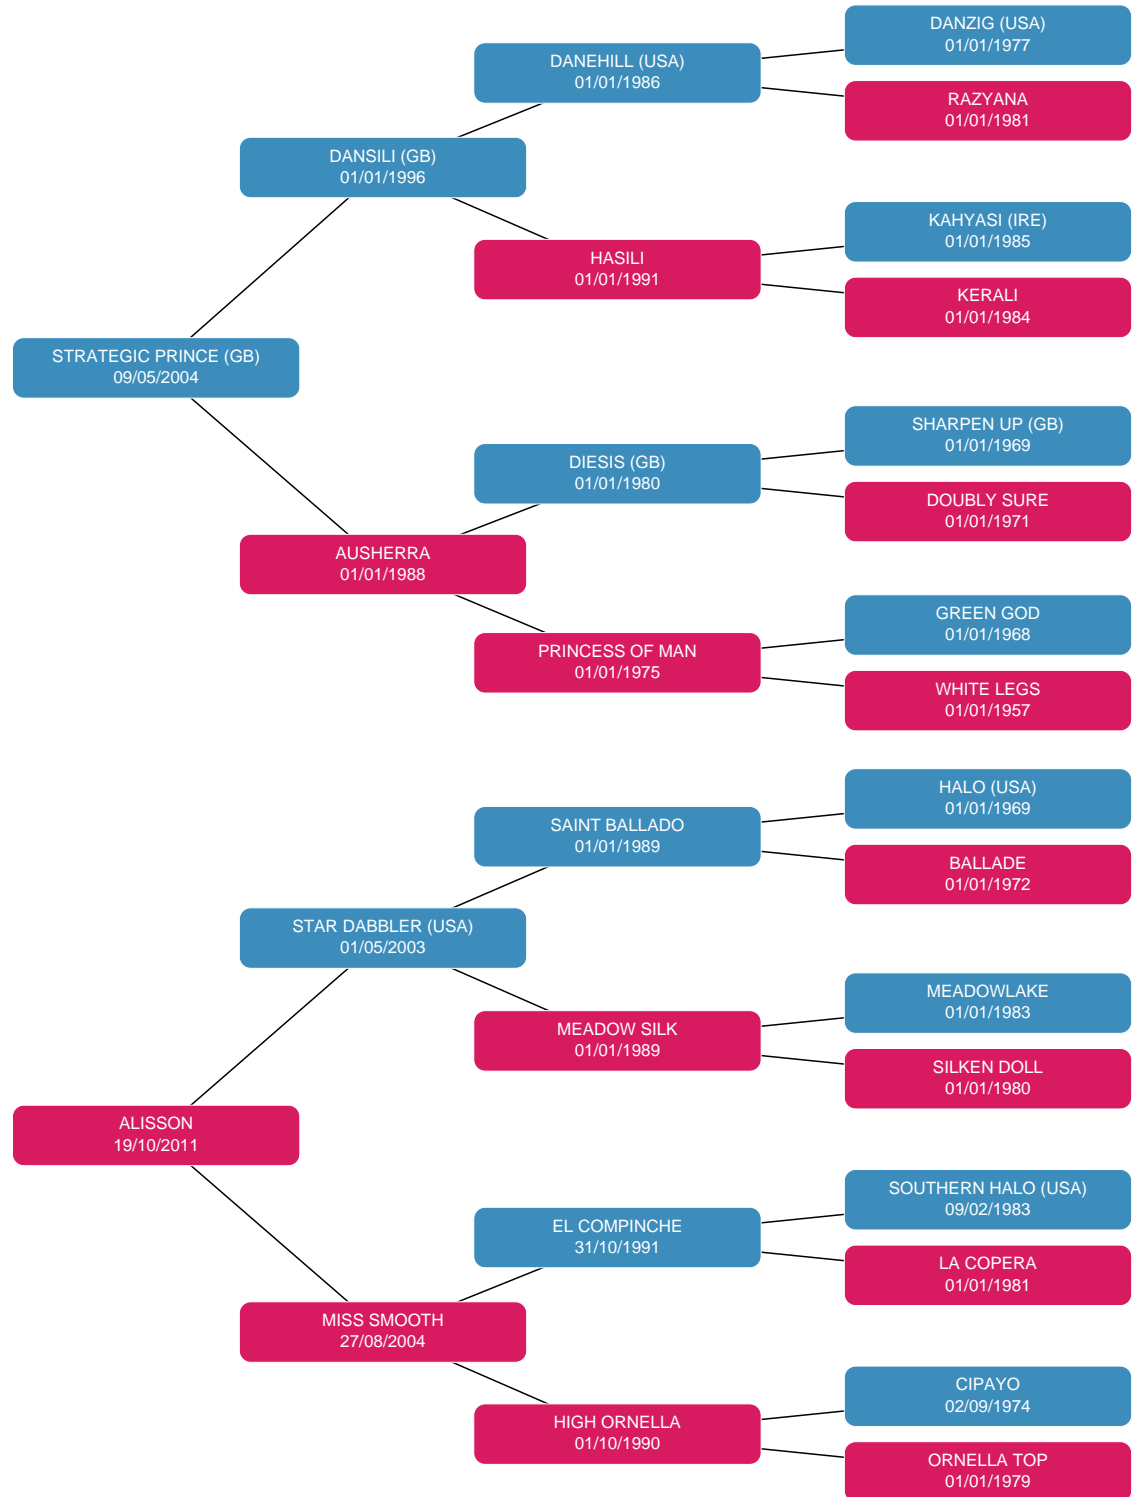 DANZIG (USA)
01/01/1977
DANEHILL (USA)
01/01/1986
RAZYANA
01/01/1981
DANSILI (GB)
01/01/1996
KAHYASI (IRE)
01/01/1985
HASILI
01/01/1991
KERALI
01/01/1984
STRATEGIC PRINCE (GB)
09/05/2004
SHARPEN UP (GB)
01/01/1969
DIESIS (GB)
01/01/1980
DOUBLY SURE
01/01/1971
AUSHERRA
01/01/1988
GREEN GOD
01/01/1968
PRINCESS OF MAN
01/01/1975
WHITE LEGS
01/01/1957
HALO (USA)
01/01/1969
SAINT BALLADO
01/01/1989
BALLADE
01/01/1972
STAR DABBLER (USA)
01/05/2003
MEADOWLAKE
01/01/1983
MEADOW SILK
01/01/1989
SILKEN DOLL
01/01/1980
ALISSON
19/10/2011
SOUTHERN HALO (USA)
09/02/1983
EL COMPINCHE
31/10/1991
LA COPERA
01/01/1981
MISS SMOOTH
27/08/2004
CIPAYO
02/09/1974
HIGH ORNELLA
01/10/1990
ORNELLA TOP
01/01/1979